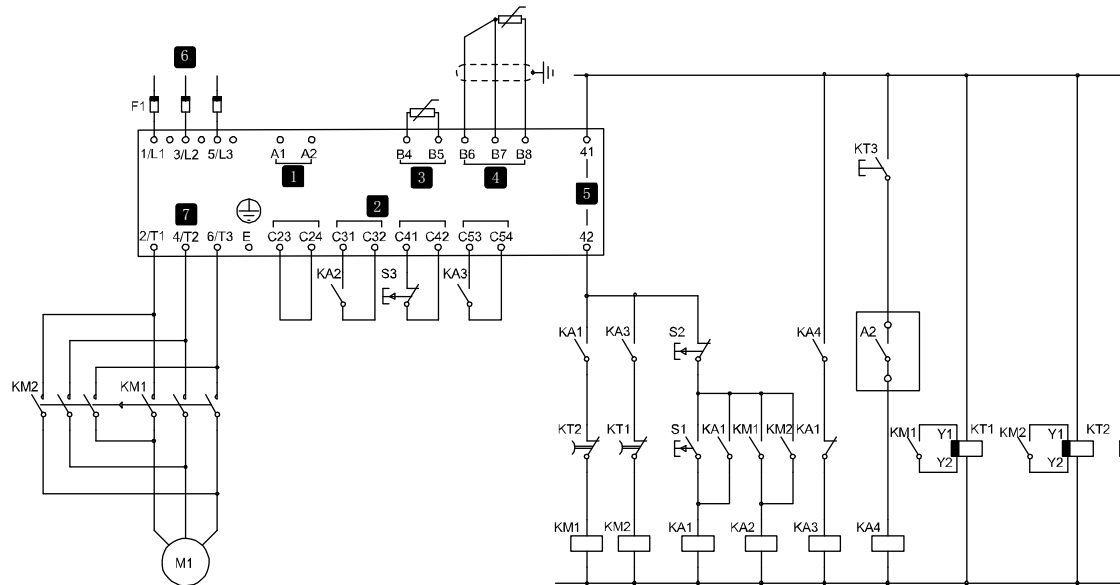 6
F1
1/L1 3/L2 5/L3 A1 A2 B4 B5 B6 B7 B8 41
1 3 4 5
7 2
2/T1 4/T2 6/T3 E C23 C24 C31 C32 C41 C42 C53 C54 42
KA2 S3 KA3
KT3
KA1 KA3 S2 KA4 A2
KM2 KM1
KT2 KT1 S1 KA1 KM1 KM2 KA1 KM1 Y1 KT1 KM2 Y1 KT2
Y2 Y2
KM1 KM2 KA1 KA2 KA3 KA4
M1